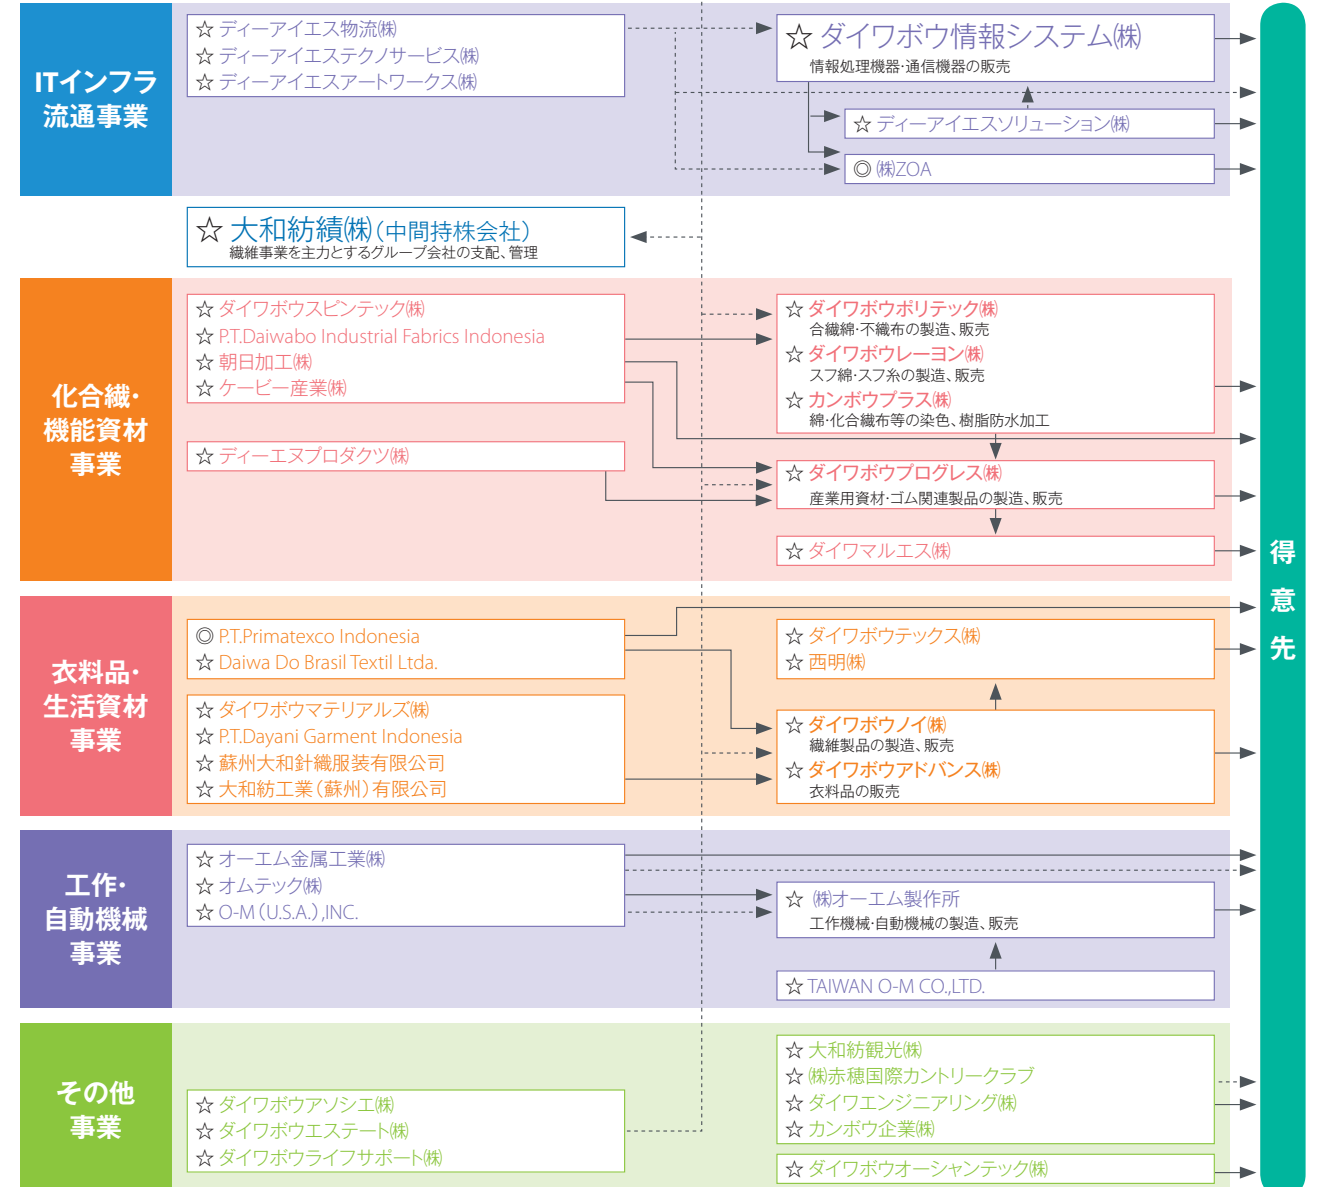 ITインフラ
流通事業
☆ ディーアイエス物流㈱
☆ ディーアイエステクノサービス㈱
☆ ディーアイエスアートワークス㈱
☆ ダイワボウ情報システム㈱
情報処理機器・通信機器の販売
☆ ディーアイエスソリューション㈱
◎ ㈱ZOA
☆ 大和紡績㈱（中間持株会社）
繊維事業を主力とするグループ会社の支配、管理
化合繊・
機能資材
事業
☆ ダイワボウスピンテック㈱
☆ P.T.Daiwabo Industrial Fabrics Indonesia
☆ 朝日加工㈱
☆ ケービー産業㈱
☆ ディーエヌプロダクツ㈱
☆ ダイワボウポリテック㈱
合繊綿・不織布の製造、販売
☆ ダイワボウレーヨン㈱
スフ綿・スフ糸の製造、販売
☆ カンボウプラス㈱
綿・化合繊布等の染色、樹脂防水加工
☆ ダイワボウプログレス㈱
産業用資材・ゴム関連製品の製造、販売
☆ ダイワマルエス㈱
衣料品・
生活資材
事業
◎ P.T.Primatexco Indonesia
☆ Daiwa Do Brasil Textil Ltda.
☆ ダイワボウマテリアルズ㈱
☆ P.T.Dayani Garment Indonesia
☆ 蘇州大和針織服装有限公司
☆ 大和紡工業（蘇州）有限公司
☆ ダイワボウテックス㈱
☆ 西明㈱
☆ ダイワボウノイ㈱
繊維製品の製造、販売
☆ ダイワボウアドバンス㈱
衣料品の販売
工作・
自動機械
事業
☆ オーエム金属工業㈱
☆ オムテック㈱
☆ O-M（U.S.A.）,INC.
☆ ㈱オーエム製作所
工作機械・自動機械の製造、販売
☆ TAIWAN O-M CO.,LTD.
その他
事業
☆ ダイワボウアソシエ㈱
☆ ダイワボウエステート㈱
☆ ダイワボウライフサポート㈱
☆ 大和紡観光㈱
☆ ㈱赤穂国際カントリークラブ
☆ ダイワエンジニアリング㈱
☆ カンボウ企業㈱
☆ ダイワボウオーシャンテック㈱
得意先